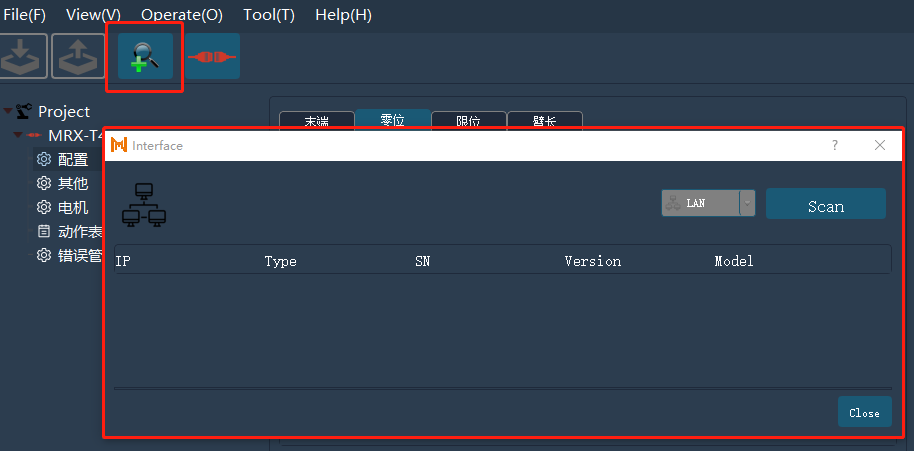 File(F) View(V) Operate(O) Tool(T) Help(H)
Project
末端 零位 限位 臂长
MRX-T4
Interface
配置
其他
LAN Scan
电机
动作表
错误管
IP Type SN Version Model
Close